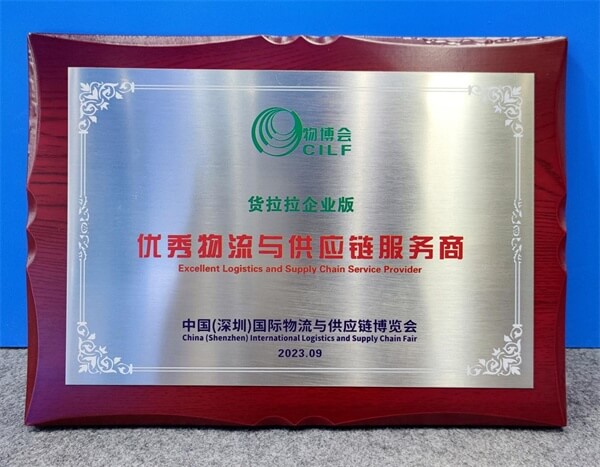 物博会
CILF
货拉拉企业版
优秀物流与供应链服务商
Excellent Logistics and Supply Chain Service Provider
中国(深圳)国际物流与供应链博览会
China (Shenzhen) International Logistics and Supply Chain Fair
2023.09